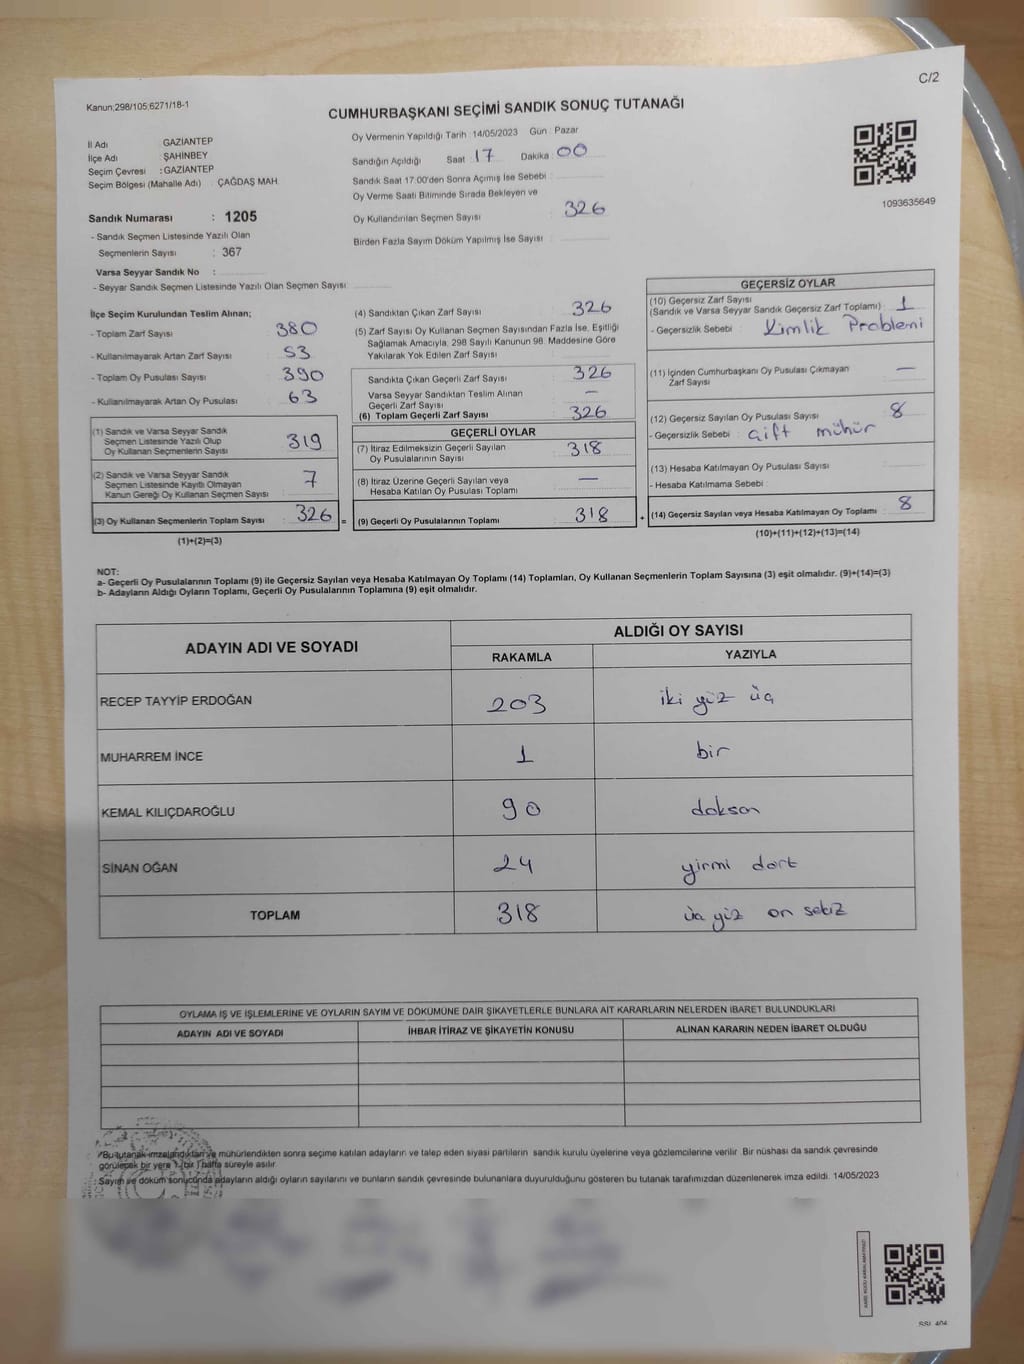 C/2
Kanun;298/105;6271/18-1
CUMHURBAŞKANI SEÇİMİ SANDIK SONUÇ TUTANAĞI
İl Adı GAZİANTEP
İlçe Adı : ŞAHİNBEY
Seçim Çevresi : GAZİANTEP
Seçim Bölgesi (Mahalle Adı) : ÇAĞDAŞ MAH.
Sandık Numarası : 1205
- Sandık Seçmen Listesinde Yazılı Olan
Seçmenlerin Sayısı : 367
Varsa Seyyar Sandık No :
- Seyyar Sandık Seçmen Listesinde Yazılı Olan Seçmen Sayısı:
Oy Vermenin Yapıldığı Tarih : 14/05/2023 Gün : Pazar
Sandığın Açıldığı Saat : 17 Dakika : 00
Sandık Saat 17:00'den Sonra Açılmış İse Sebebi :
Oy Verme Saati Bitiminde Sırada Bekleyen ve
Oy Kullandırılan Seçmen Sayısı : 326
Birden Fazla Sayım Döküm Yapılmış İse Sayısı :
1093635649
İlçe Seçim Kurulundan Teslim Alınan;
- Toplam Zarf Sayısı : 380
- Kullanılmayarak Artan Zarf Sayısı : 53
- Toplam Oy Pusulası Sayısı : 390
- Kullanılmayarak Artan Oy Pusulası : 63
(1) Sandık ve Varsa Seyyar Sandık
Seçmen Listesinde Yazılı Olup
Oy Kullanan Seçmenlerin Sayısı : 319
(2) Sandık ve Varsa Seyyar Sandık
Seçmen Listesinde Kayıtlı Olmayan
Kanun Gereği Oy Kullanan Seçmen Sayısı : 7
(3) Oy Kullanan Seçmenlerin Toplam Sayısı : 326 =
(1)+(2)=(3)
(4) Sandıktan Çıkan Zarf Sayısı : 326
(5) Zarf Sayısı Oy Kullanan Seçmen Sayısından Fazla İse, Eşitliği
Sağlamak Amacıyla, 298 Sayılı Kanunun 98. Maddesine Göre
Yakılarak Yok Edilen Zarf Sayısı :
Sandıkta Çıkan Geçerli Zarf Sayısı : 326
Varsa Seyyar Sandıktan Teslim Alınan
Geçerli Zarf Sayısı : —
(6) Toplam Geçerli Zarf Sayısı : 326
GEÇERLİ OYLAR
(7) İtiraz Edilmeksizin Geçerli Sayılan
Oy Pusulalarının Sayısı : 318
(8) İtiraz Üzerine Geçerli Sayılan veya
Hesaba Katılan Oy Pusulası Toplamı : —
(9) Geçerli Oy Pusulalarının Toplamı : 318 +
GEÇERSİZ OYLAR
(10) Geçersiz Zarf Sayısı
(Sandık ve Varsa Seyyar Sandık Geçersiz Zarf Toplamı) : 1
- Geçersizlik Sebebi : Kimlik Problemi
(11) İçinden Cumhurbaşkanı Oy Pusulası Çıkmayan
Zarf Sayısı : —
(12) Geçersiz Sayılan Oy Pusulası Sayısı : 8
- Geçersizlik Sebebi : Çift mühür
(13) Hesaba Katılmayan Oy Pusulası Sayısı :
- Hesaba Katılmama Sebebi :
(14) Geçersiz Sayılan veya Hesaba Katılmayan Oy Toplamı : 8
(10)+(11)+(12)+(13)=(14)
NOT:
a- Geçerli Oy Pusulalarının Toplamı (9) ile Geçersiz Sayılan veya Hesaba Katılmayan Oy Toplamı (14) Toplamları, Oy Kullanan Seçmenlerin Toplam Sayısına (3) eşit olmalıdır. (9)+(14)=(3)
b- Adayların Aldığı Oyların Toplamı, Geçerli Oy Pusulalarının Toplamına (9) eşit olmalıdır.
ADAYIN ADI VE SOYADI ALDIĞI OY SAYISI
RAKAMLA YAZIYLA
RECEP TAYYİP ERDOĞAN 203 iki yüz üç
MUHARREM İNCE 1 bir
KEMAL KILIÇDAROĞLU 90 doksan
SİNAN OĞAN 24 yirmi dört
TOPLAM 318 üç yüz on sekiz
OYLAMA İŞ VE İŞLEMLERİNE VE OYLARIN SAYIM VE DÖKÜMÜNE DAİR ŞİKAYETLERLE BUNLARA AİT KARARLARIN NELERDEN İBARET BULUNDUKLARI
ADAYIN ADI VE SOYADI İHBAR İTİRAZ VE ŞİKAYETİN KONUSU ALINAN KARARIN NEDEN İBARET OLDUĞU
*Bu tutanak imzalandıktan ve mühürlendikten sonra seçime katılan adayların ve talep eden siyasi partilerin sandık kurulu üyelerine veya gözlemcilerine verilir. Bir nüshası da sandık çevresinde
görülecek bir yere 1 (bir) hafta süreyle asılır.
Sayım ve döküm sonucunda adayların aldığı oyların sayılarını ve bunların sandık çevresinde bulunanlara duyurulduğunu gösteren bu tutanak tarafımızdan düzenlenerek imza edildi. 14/05/2023